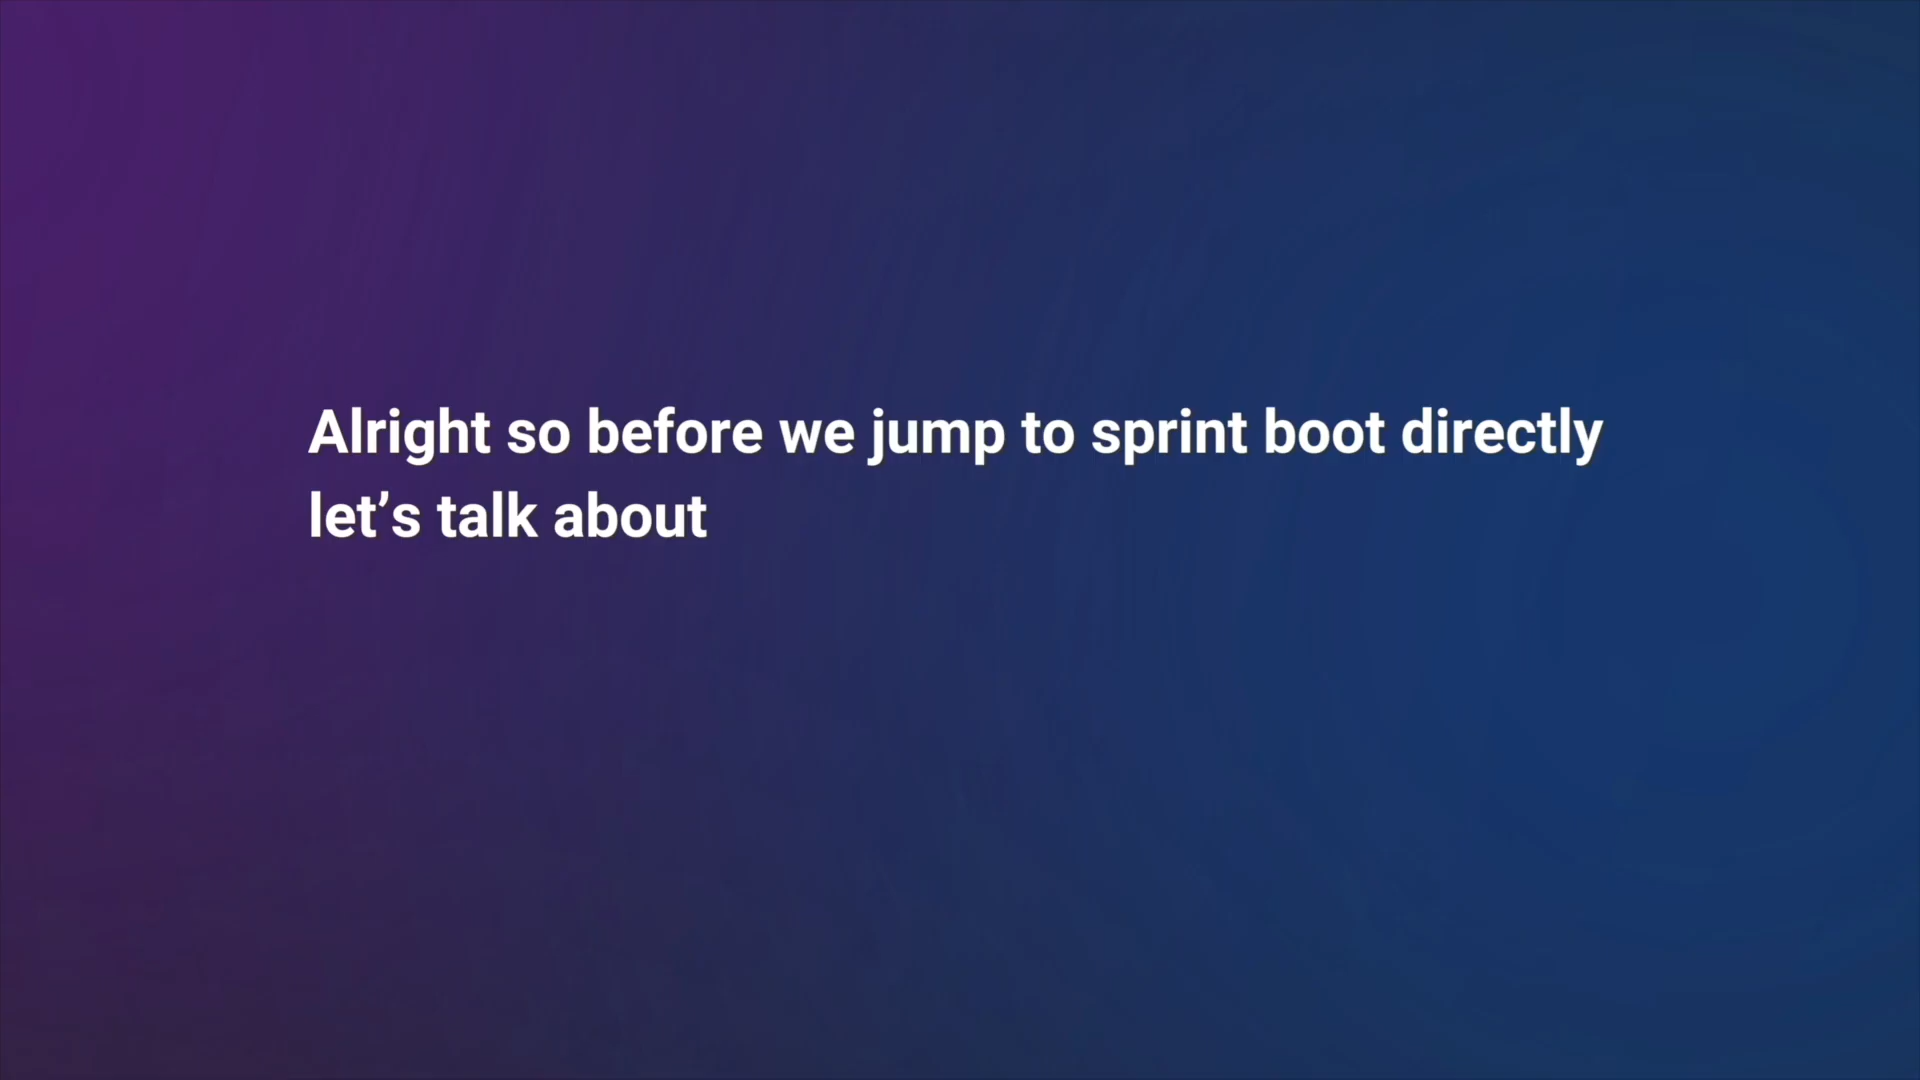 Alright so before we jump to sprint boot directly
let’s talk about